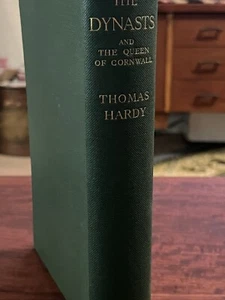 THE
DYNASTS
AND
THE QUEEN
OF CORNWALL
THOMAS
HARDY